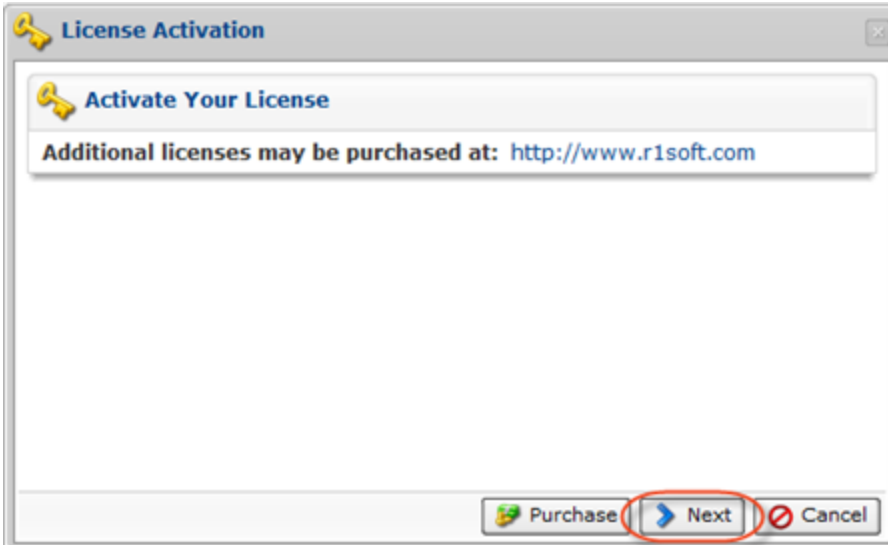 License Activation
Activate Your License
Additional licenses may be purchased at: http://www.r1soft.com
Purchase Next Cancel